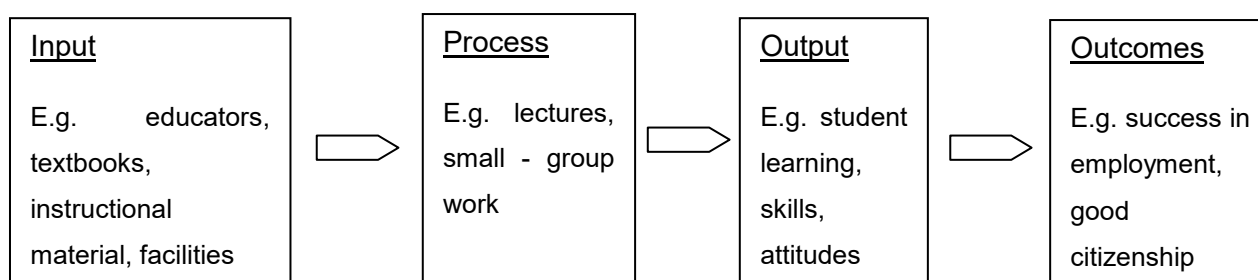 Input
E.g. educators,
textbooks,
instructional
material, facilities
Process
E.g. lectures,
small - group
work
Output
E.g. student
learning,
skills,
attitudes
Outcomes
E.g. success in
employment,
good
citizenship